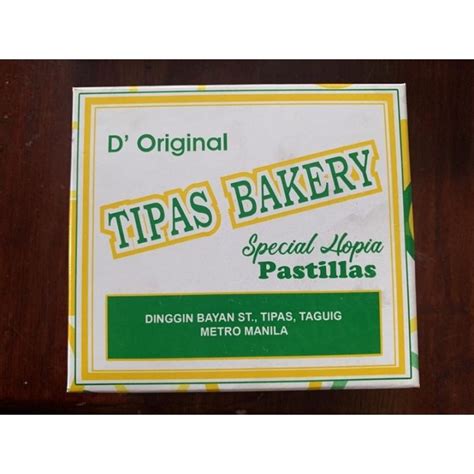 D' Original
TIPAS BAKERY
Special Hopia
Pastillas
DINGGIN BAYAN ST., TIPAS, TAGUIG
METRO MANILA